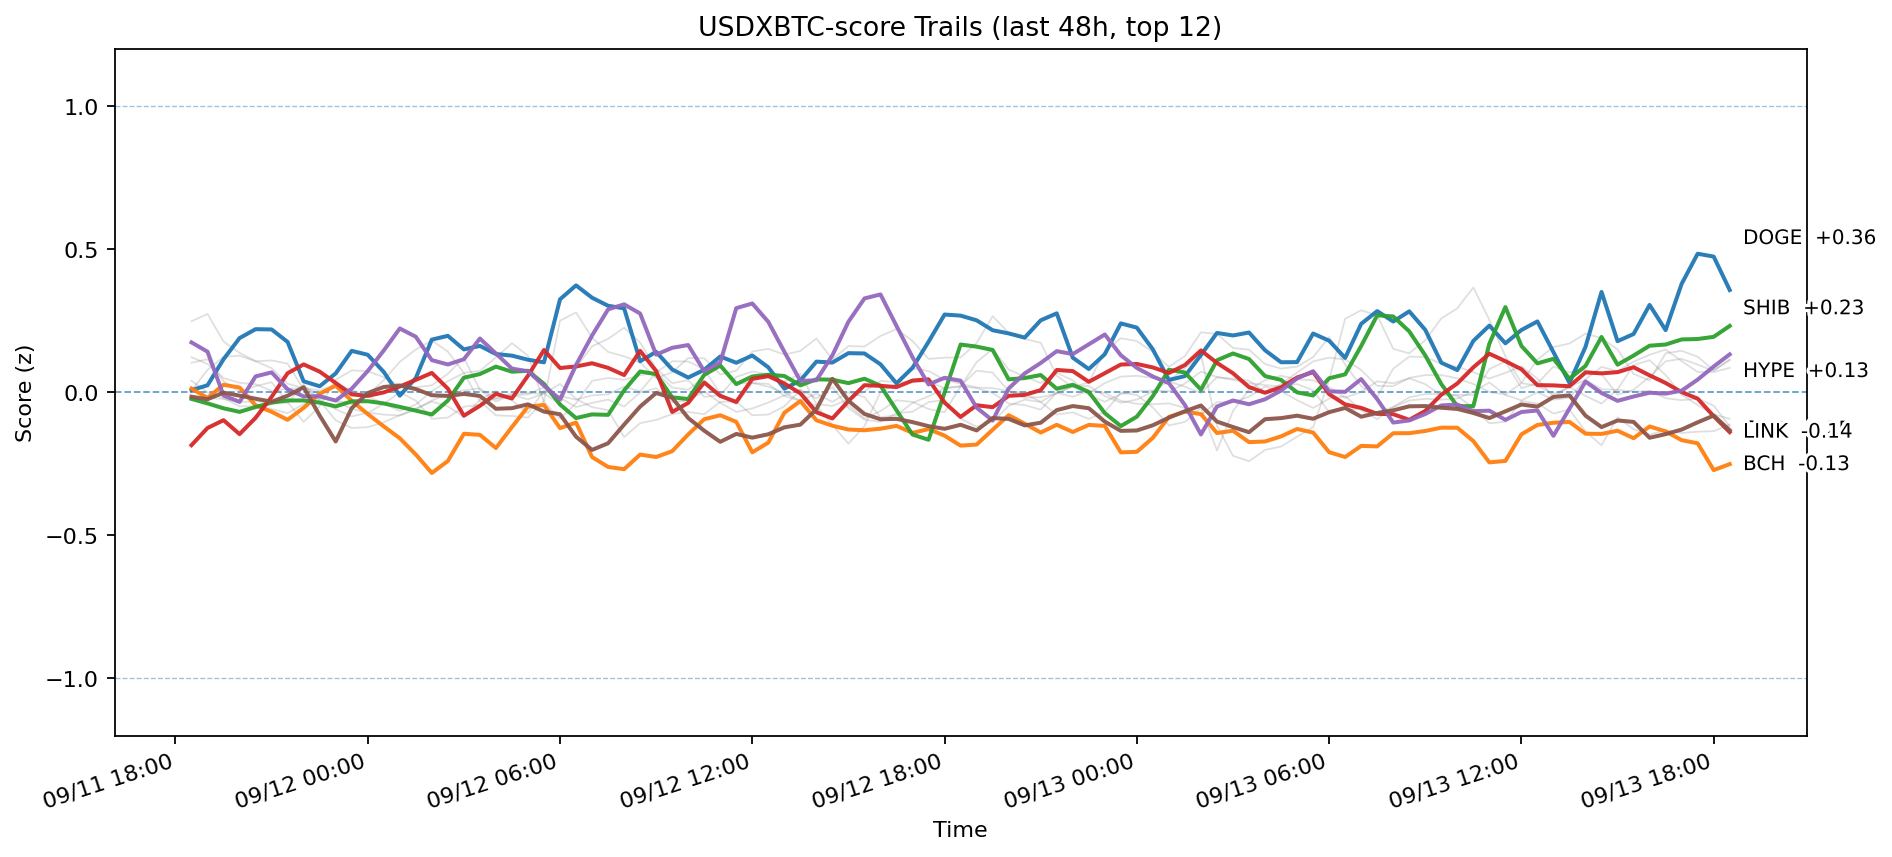 USDXBTC-score Trails (last 48h, top 12)
Score (z)
1.0
0.5
0.0
−0.5
−1.0
DOGE +0.36
SHIB +0.23
HYPE +0.13
LINK -0.14
BCH -0.13
09/11 18:00
09/12 00:00
09/12 06:00
09/12 12:00
09/12 18:00
09/13 00:00
09/13 06:00
09/13 12:00
09/13 18:00
Time